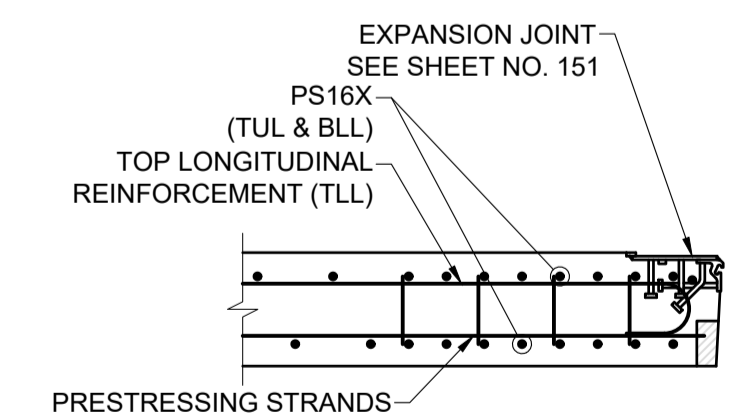 EXPANSION JOINT
SEE SHEET NO. 151
PS16X
(TUL & BLL)
TOP LONGITUDINAL
REINFORCEMENT (TLL)
PRESTRESSING STRANDS